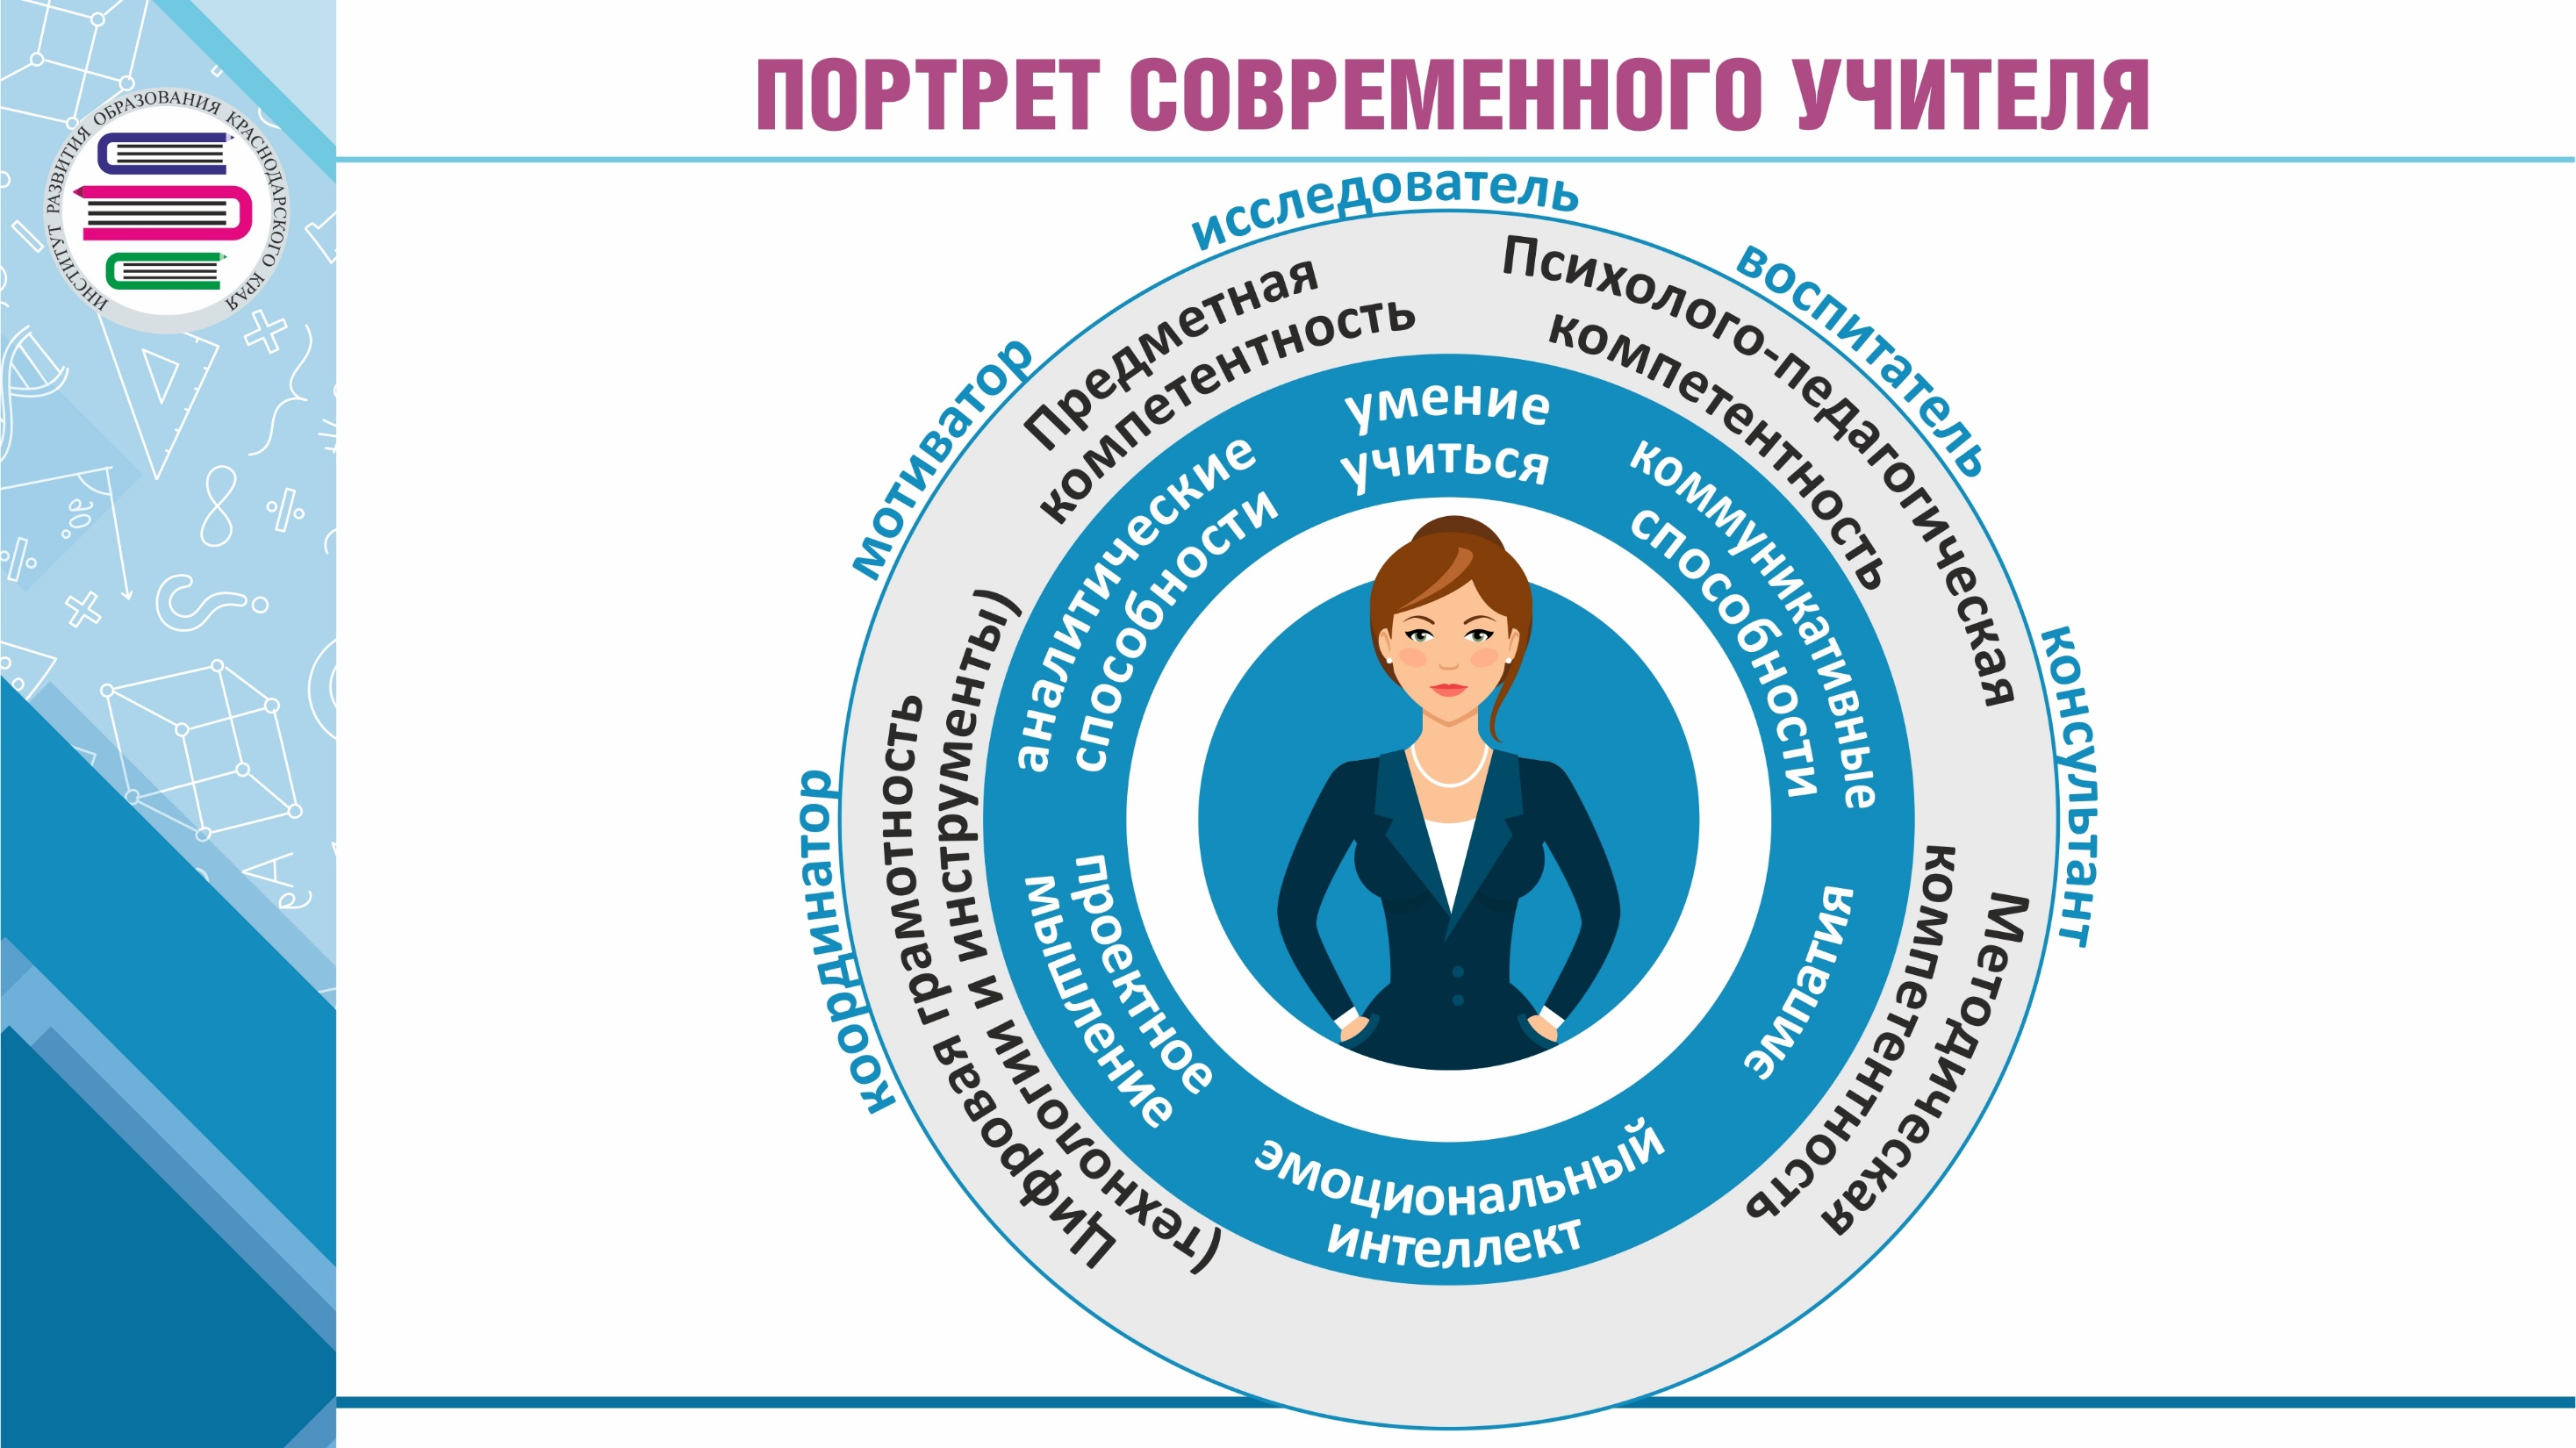 ПОРТРЕТ СОВРЕМЕННОГО УЧИТЕЛЯ
ИНСТИТУТ РАЗВИТИЯ ОБРАЗОВАНИЯ КРАСНОДАРСКОГО КРАЯ
90°
координатор
мотиватор
исследователь
воспитатель
консультант
Цифровая грамотность
(технологии и инструменты)
Предметная
компетентность
Психолого-педагогическая
компетентность
Методическая
компетентность
аналитические
способности
умение
учиться
коммуникативные
способности
эмпатия
эмоциональный
интеллект
проектное
мышление